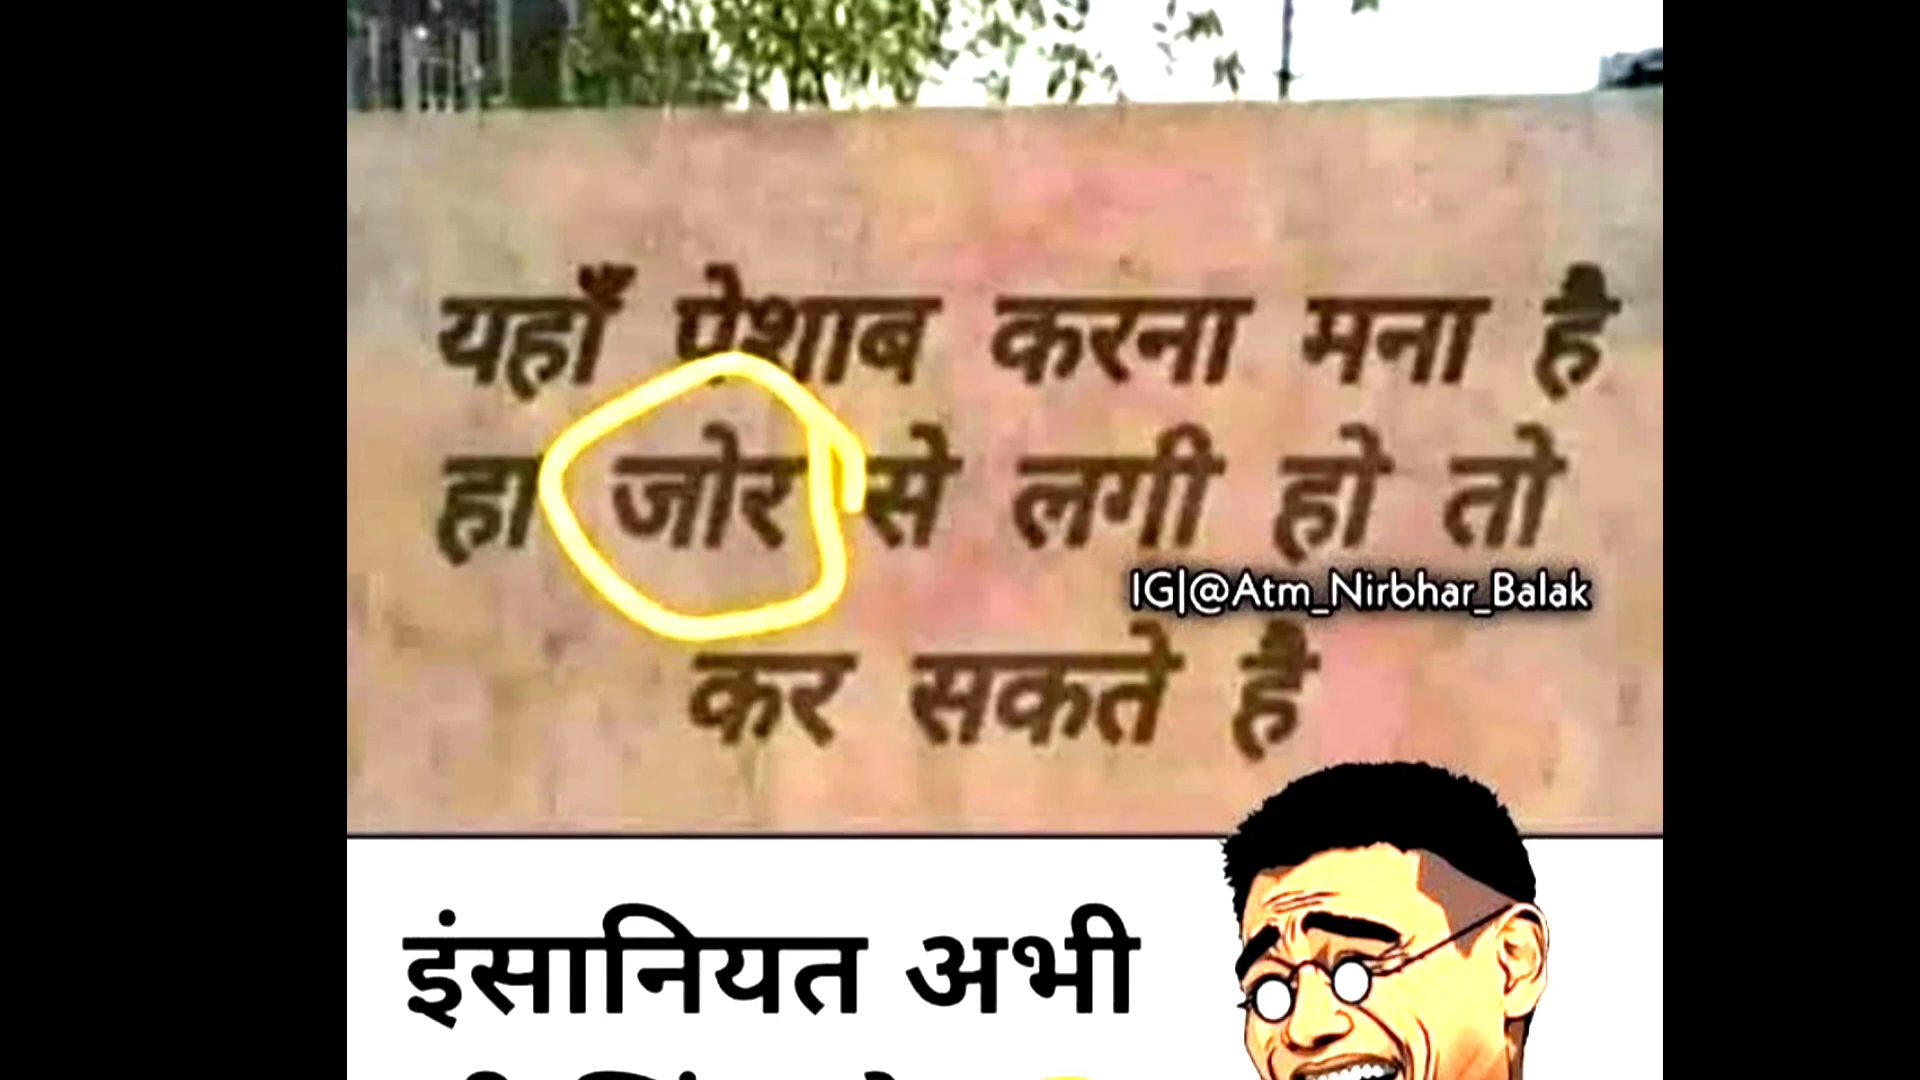 यहाँ पेशाब करना मना है
हा जोर से लगी हो तो
IG|@Atm_Nirbhar_Balak
कर सकते है
इंसानियत अभी